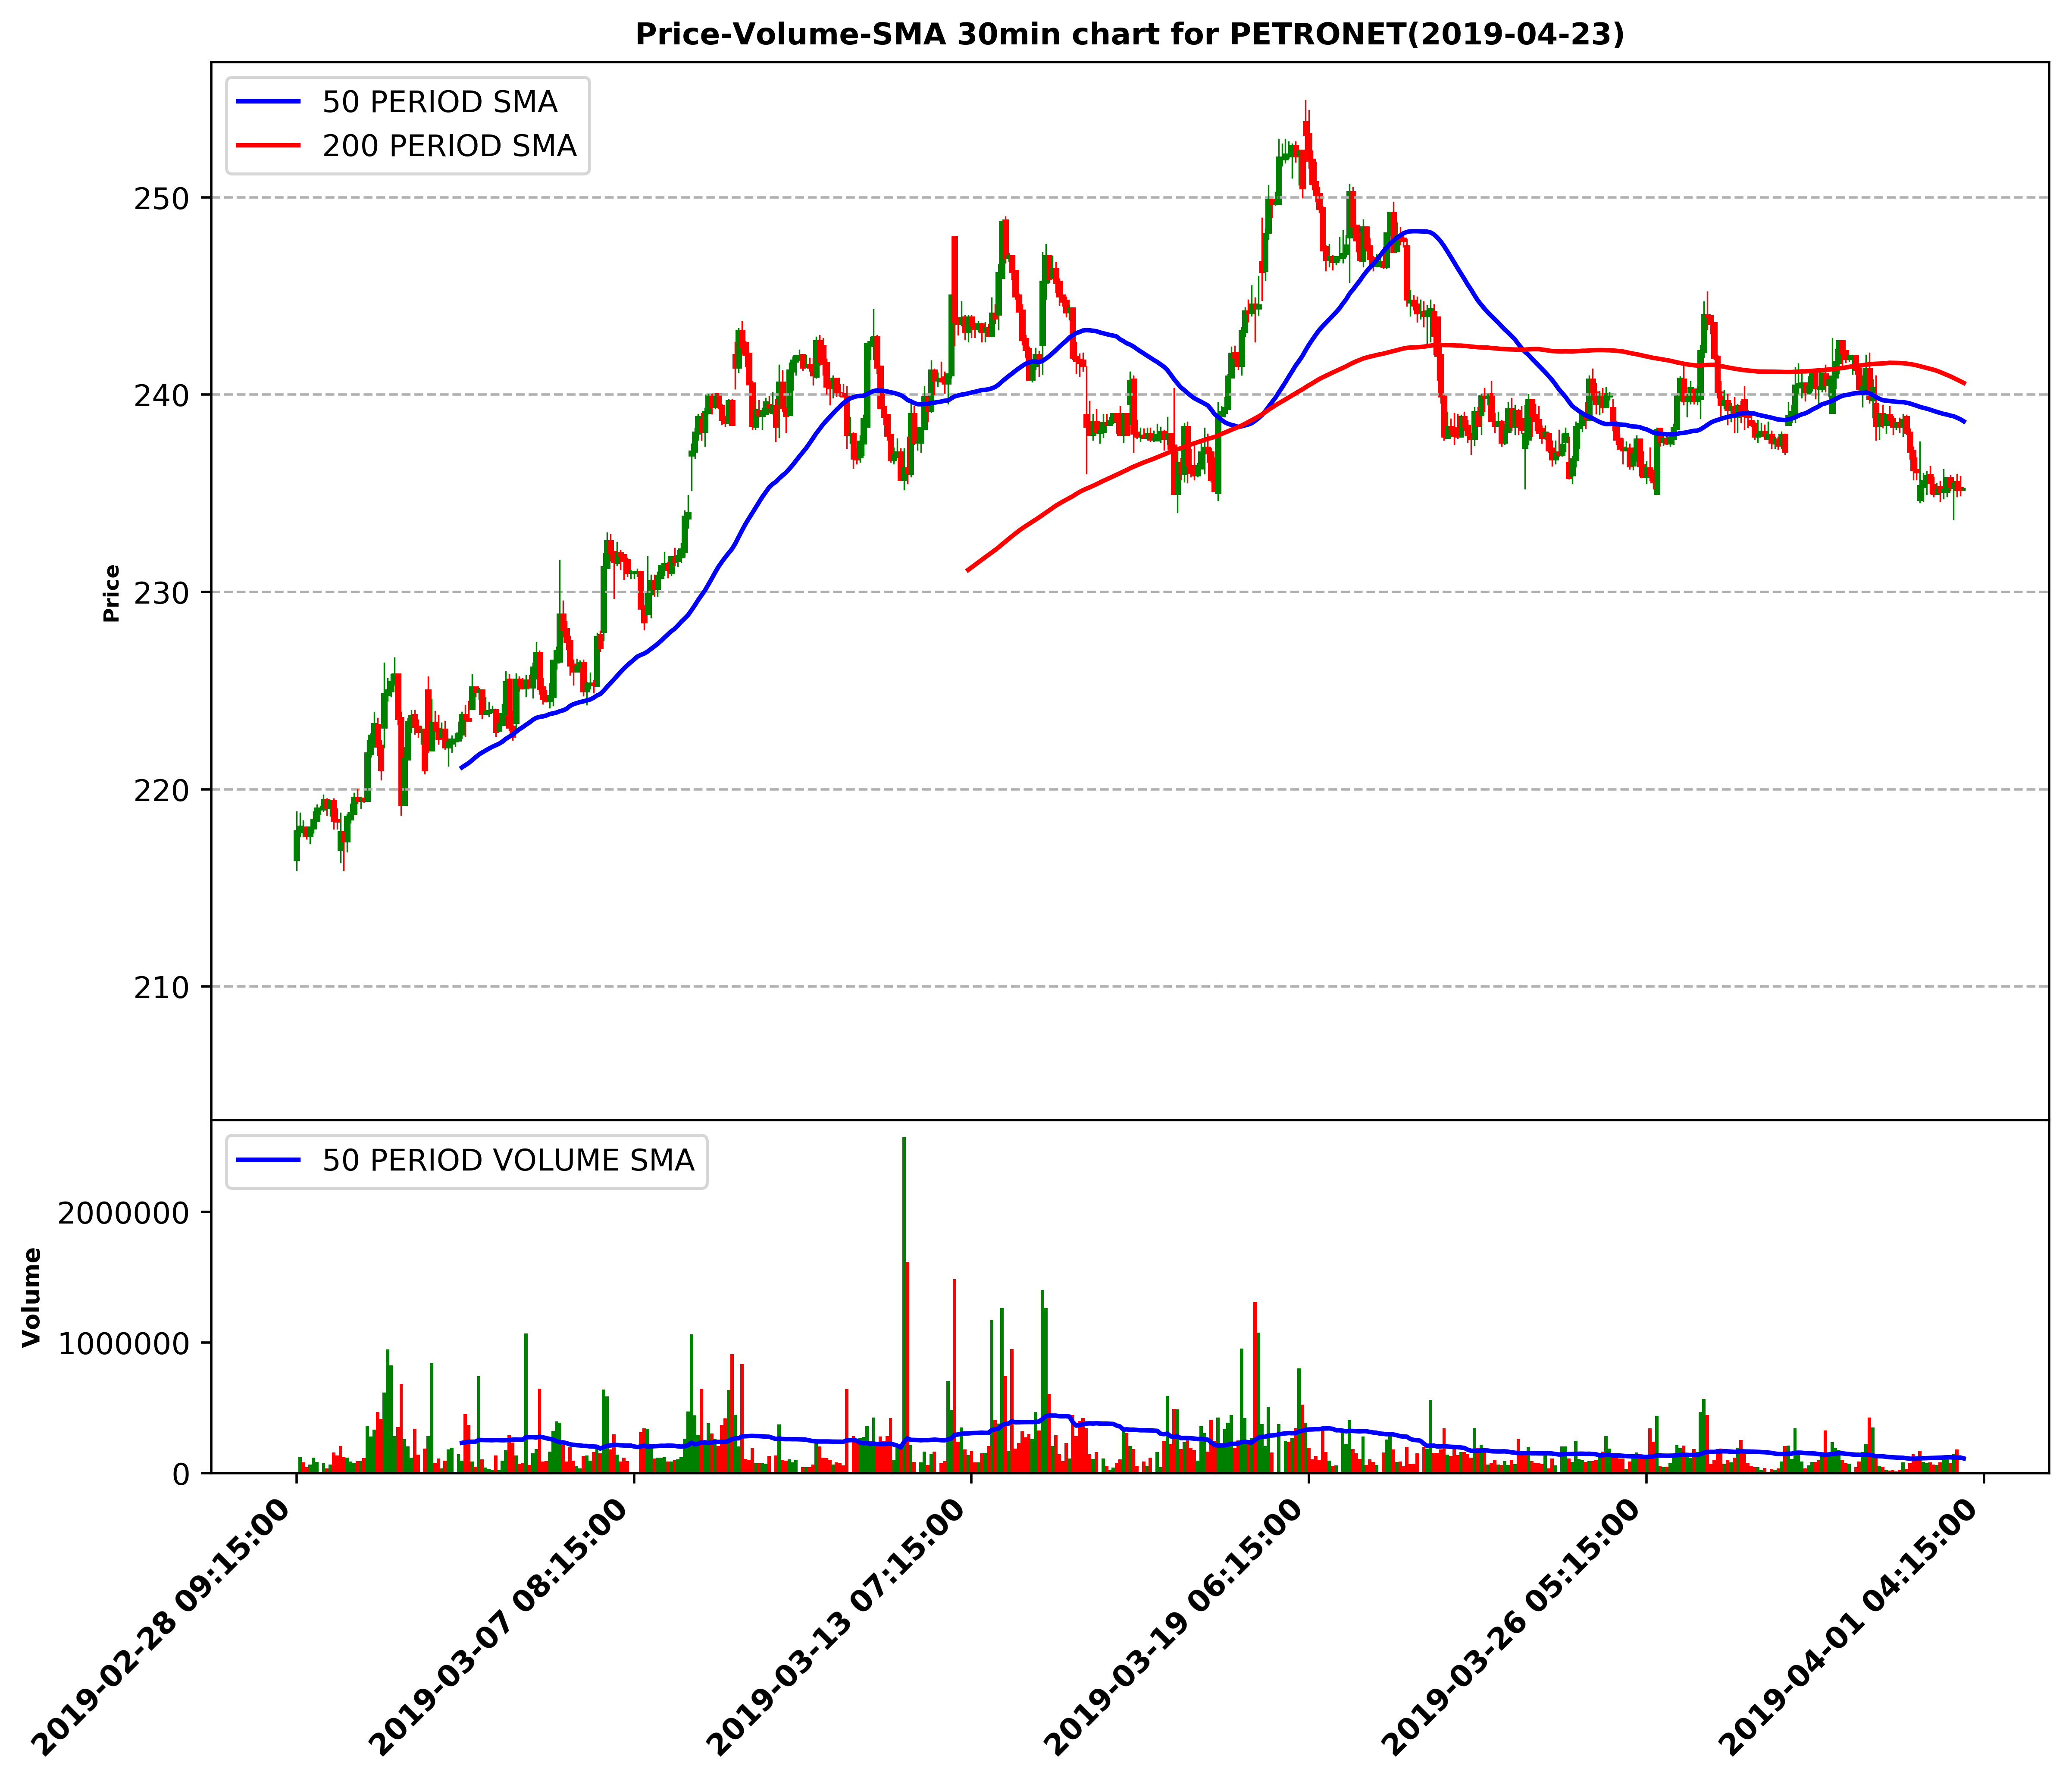 Price-Volume-SMA 30min chart for PETRONET(2019-04-23)
50 PERIOD SMA
200 PERIOD SMA
250
240
230
220
210
Price
50 PERIOD VOLUME SMA
2000000
1000000
0
Volume
2019-02-28 09:15:00
2019-03-07 08:15:00
2019-03-13 07:15:00
2019-03-19 06:15:00
2019-03-26 05:15:00
2019-04-01 04:15:00